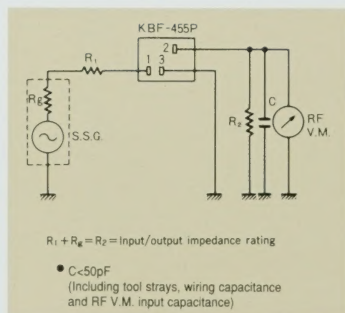 KBF-455P
R₁
1
2
3
Rg
S.S.G.
R₂
C
RF
V.M.
R₁ + Rg = R₂ = Input/output impedance rating
● C<50pF
(Including tool strays, wiring capacitance
and RF V.M. input capacitance)